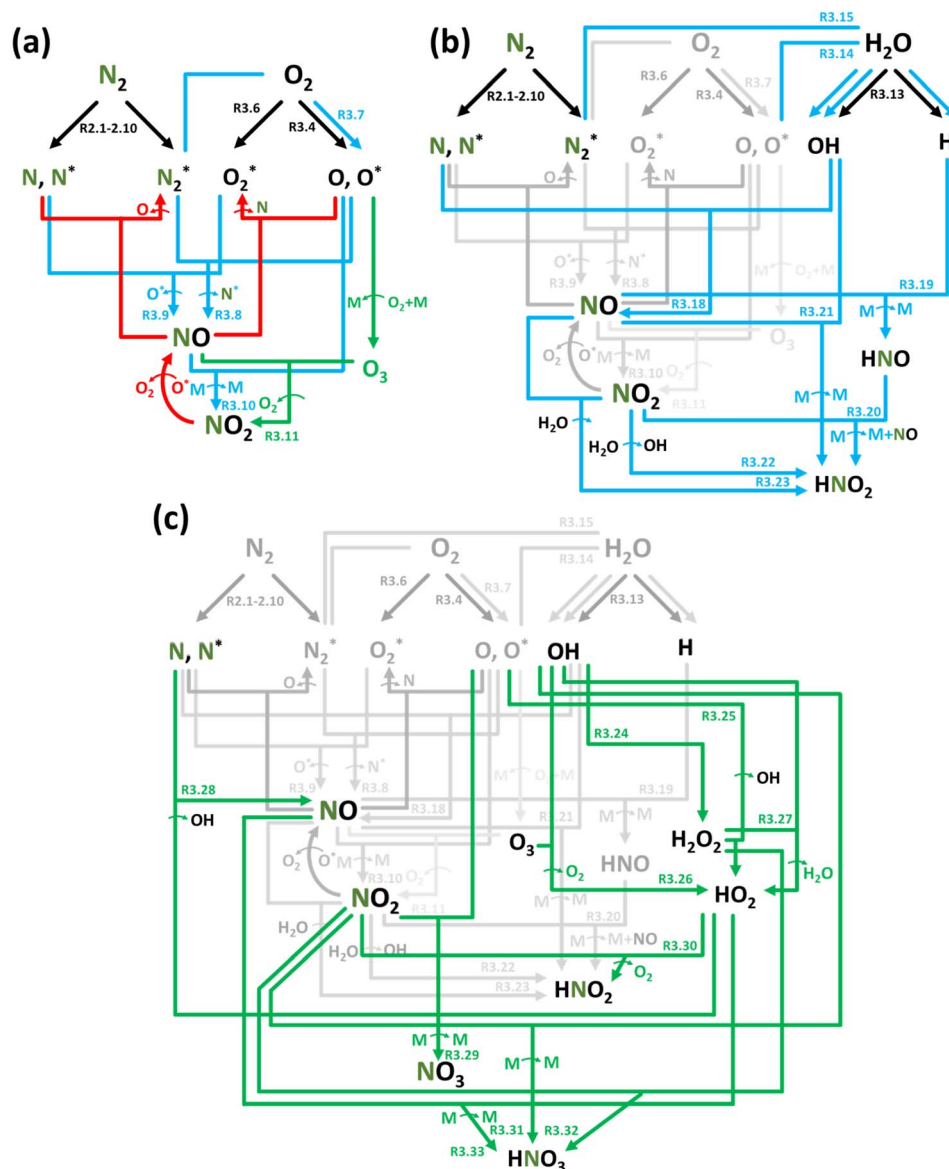 (a)
N2 O2
R2.1-2.10 R3.6 R3.4 R3.7
N, N* N2* O2* O, O*
O N
O* N* M O2+M
R3.9 R3.8
NO
O2 O* M M O2 O3
R3.10
NO2 R3.11
(b)
R3.15
N2 O2 H2O
R3.14
R2.1-2.10 R3.6 R3.4 R3.7 R3.13
N, N* N2* O2* O, O* OH H
O N
O* N* M O2+M
R3.9 R3.8 R3.19
NO R3.18 R3.21
M M
O2 O* M M O3 HNO
R3.10 O2
NO2 R3.11 M M
R3.20
H2O M M+NO
H2O OH
R3.22
R3.23 HNO2
(c)
R3.15
N2 O2 H2O
R3.14
R2.1-2.10 R3.6 R3.4 R3.7 R3.13
N, N* N2* O2* O, O* OH H
O N
R3.25
R3.24
O* N* M O2+M OH
R3.28 R3.9 R3.8 R3.19
OH NO R3.18 R3.21 M M R3.27
O3 H2O2
O2 O* M M O2 HNO H2O
R3.10 O2 R3.26
NO2 R3.11 M M HO2
R3.20
H2O M M+NO R3.30
H2O OH O2
R3.22
R3.23 HNO2
M M
R3.29 M M
NO3
M M
R3.31 R3.32
R3.33
HNO3